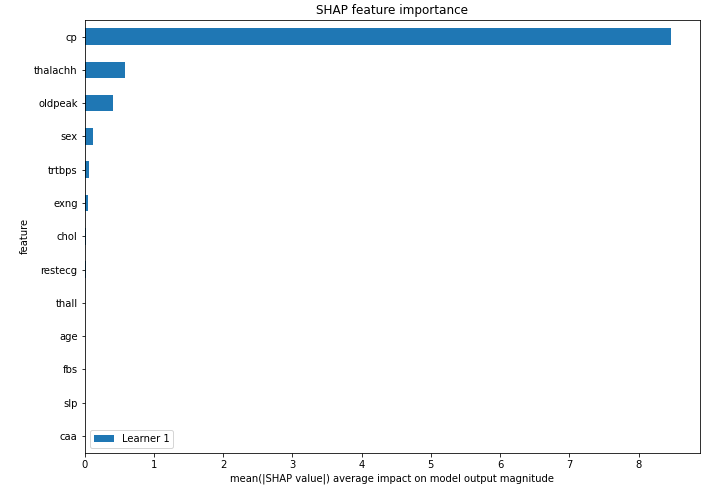 SHAP feature importance
cp
thalachh
oldpeak
sex
trtbps
exng
chol
restecg
thall
age
fbs
slp
caa
feature
Learner 1
0 1 2 3 4 5 6 7 8
mean(|SHAP value|) average impact on model output magnitude